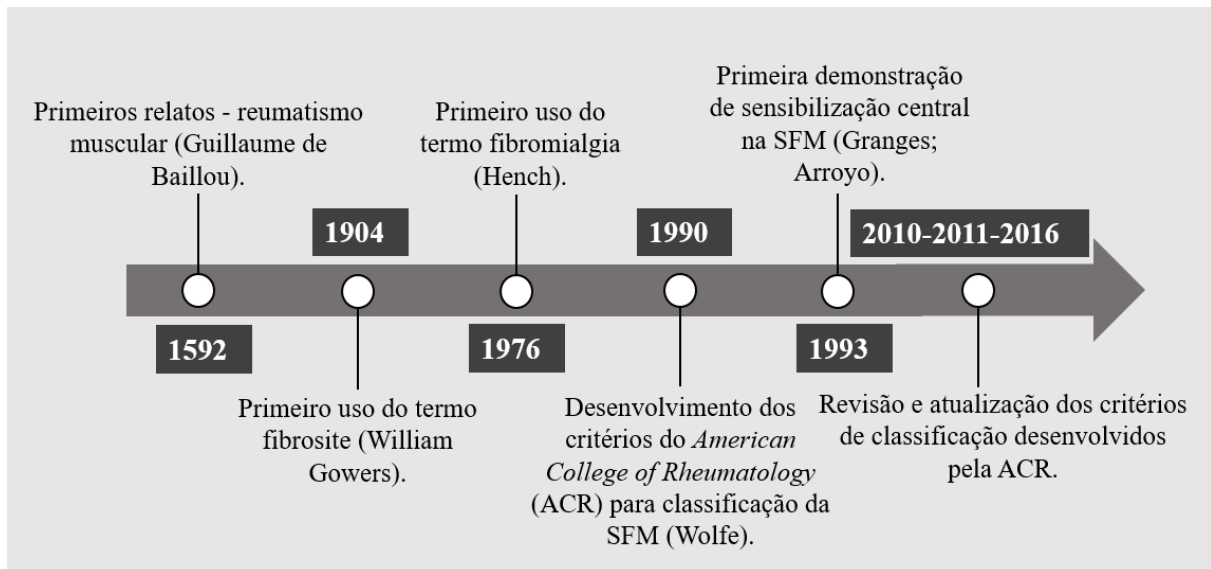 Primeiros relatos - reumatismo
muscular (Guillaume de
Baillou).
1592
1904
Primeiro uso do termo
fibrosite (William
Gowers).
Primeiro uso do
termo fibromialgia
(Hench).
1976
1990
Desenvolvimento dos
critérios do American
College of Rheumatology
(ACR) para classificação da
SFM (Wolfe).
Primeira demonstração
de sensibilização central
na SFM (Granges;
Arroyo).
1993
2010-2011-2016
Revisão e atualização dos critérios
de classificação desenvolvidos
pela ACR.